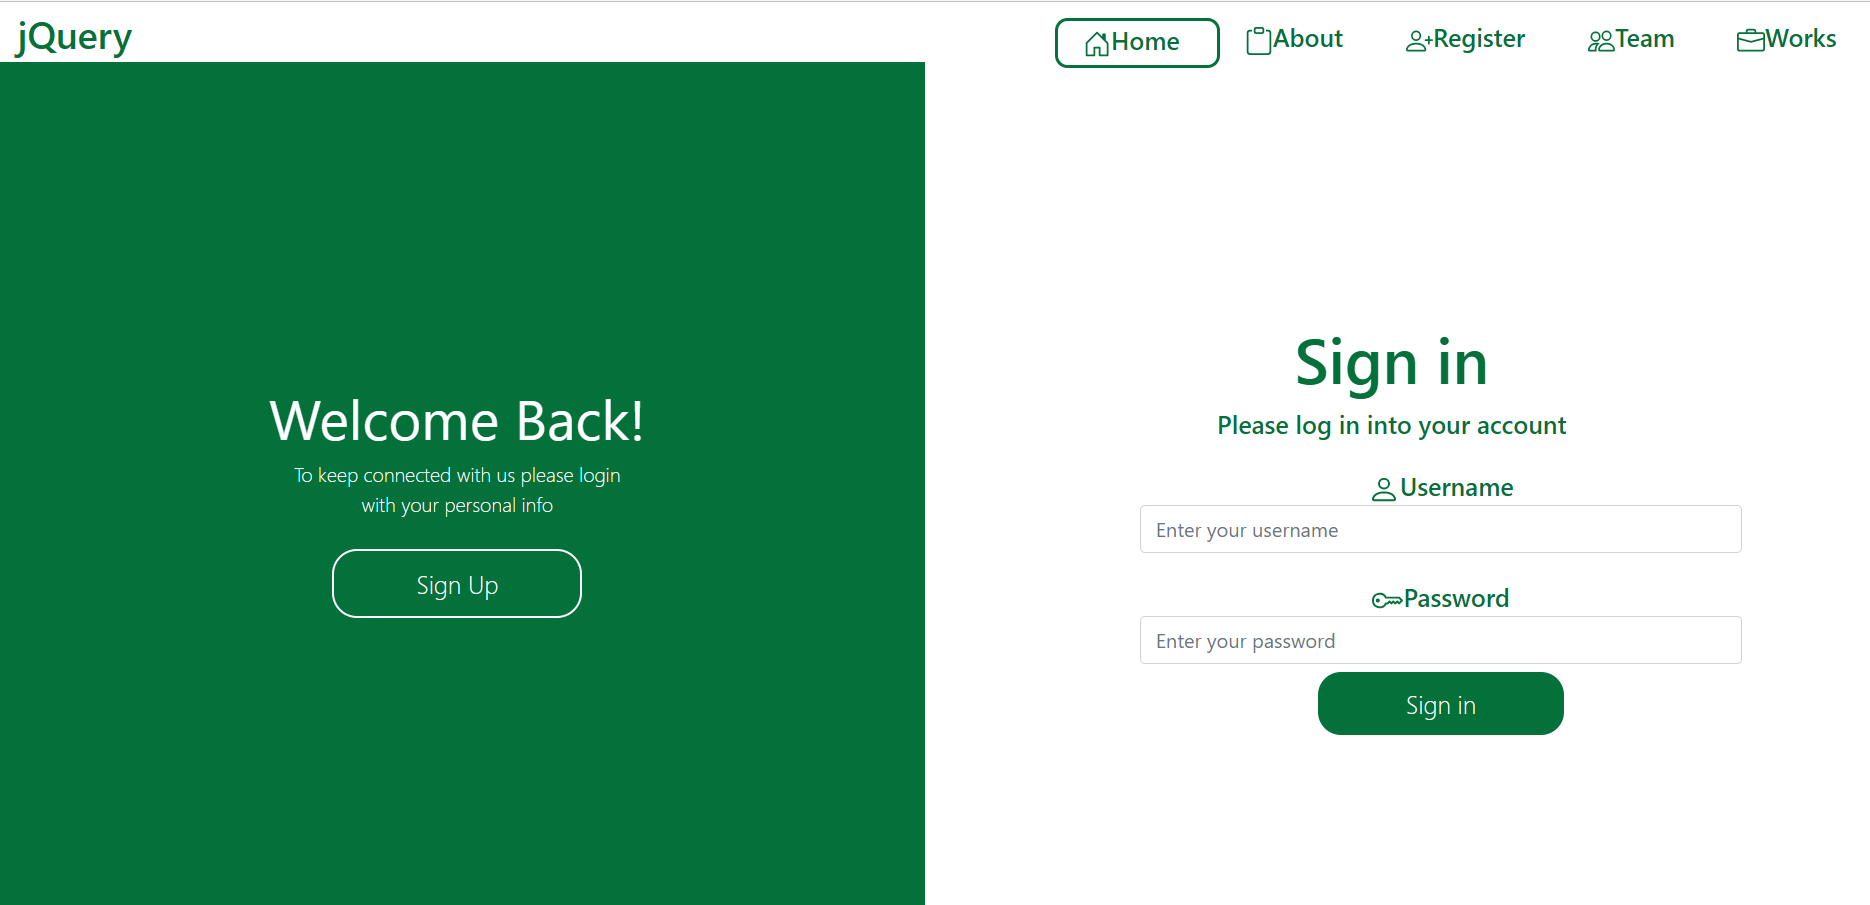 jQuery
Home About Register Team Works
Welcome Back!
To keep connected with us please login
with your personal info
Sign Up
Sign in
Please log in into your account
Username
Enter your username
Password
Enter your password
Sign in